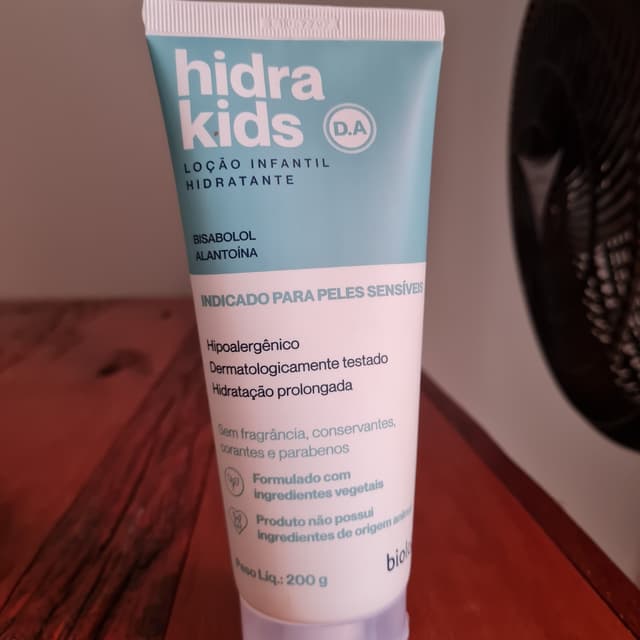 hidra
kids
D.A
LOÇÃO INFANTIL
HIDRATANTE
BISABOLOL
ALANTOÍNA
INDICADO PARA PELES SENSÍVEIS
Hipoalergênico
Dermatologicamente testado
Hidratação prolongada
Sem fragrância, conservantes,
corantes e parabenos
Formulado com
ingredientes vegetais
Produto não possui
ingredientes de origem animal
Peso Líq.: 200 g